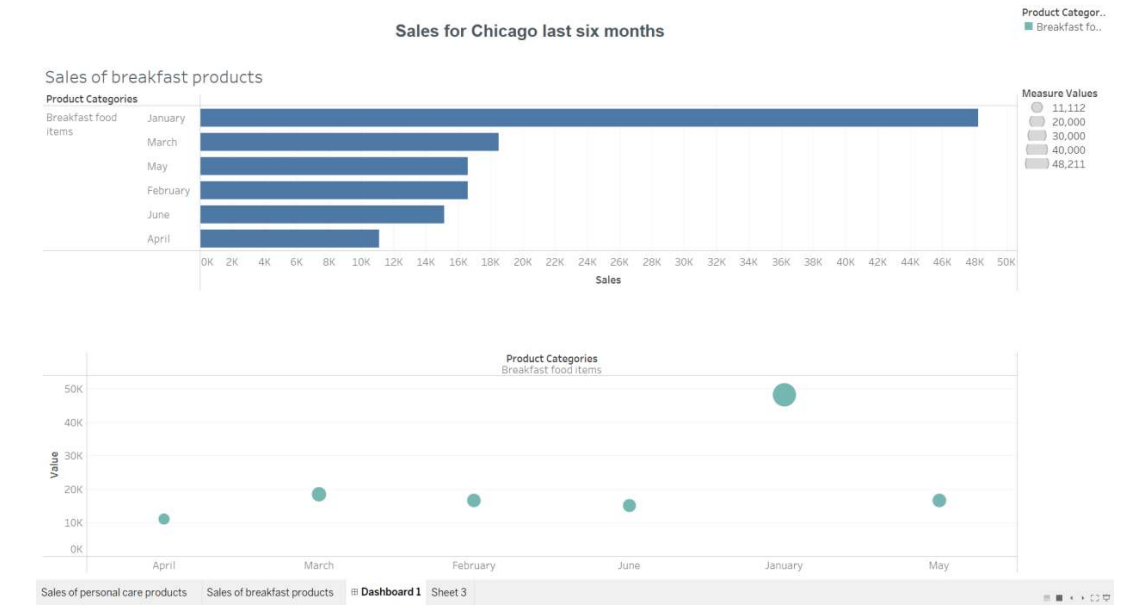 Sales for Chicago last six months
Product Categor..
Breakfast fo..
Sales of breakfast products
Product Categories
Breakfast food
items
January
March
May
February
June
April
0K 2K 4K 6K 8K 10K 12K 14K 16K 18K 20K 22K 24K 26K 28K 30K 32K 34K 36K 38K 40K 42K 44K 46K 48K 50K
Sales
Measure Values
11,112
20,000
30,000
40,000
48,211
Product Categories
Breakfast food items
Value
50K
40K
30K
20K
10K
0K
April March February June January May
Sales of personal care products Sales of breakfast products Dashboard 1 Sheet 3